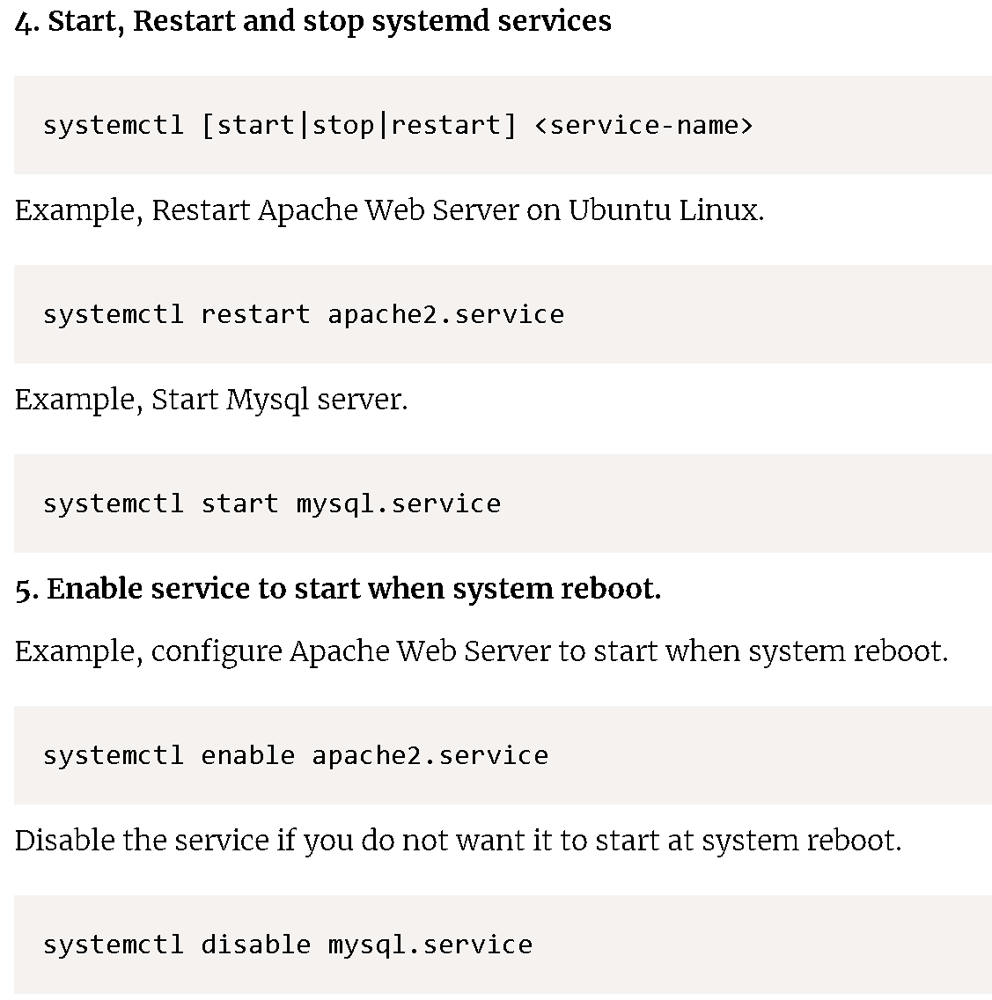 4. Start, Restart and stop systemd services
systemctl [start|stop|restart] <service-name>
Example, Restart Apache Web Server on Ubuntu Linux.
systemctl restart apache2.service
Example, Start Mysql server.
systemctl start mysql.service
5. Enable service to start when system reboot.
Example, configure Apache Web Server to start when system reboot.
systemctl enable apache2.service
Disable the service if you do not want it to start at system reboot.
systemctl disable mysql.service